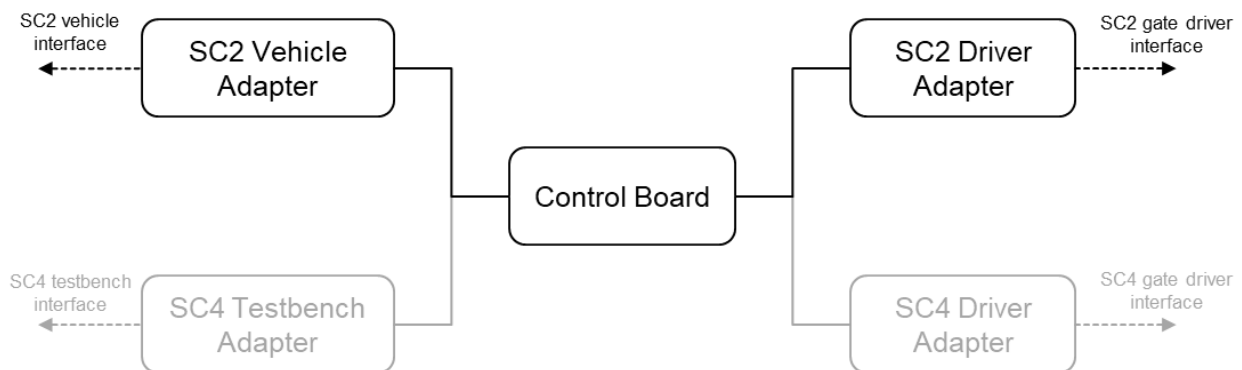 SC2 vehicle
interface
SC2 Vehicle
Adapter
SC2 Driver
Adapter
SC2 gate driver
interface
Control Board
SC4 testbench
interface
SC4 Testbench
Adapter
SC4 Driver
Adapter
SC4 gate driver
interface